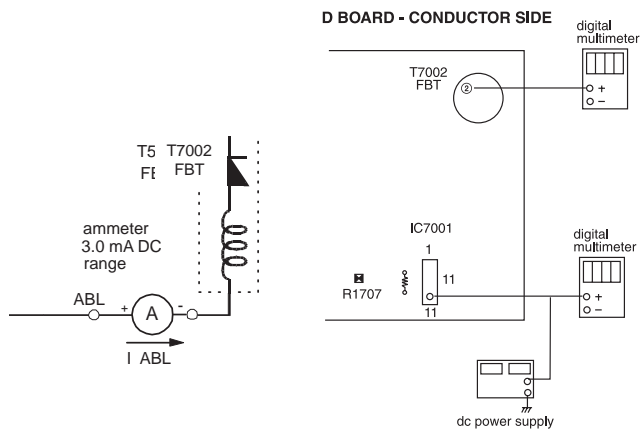 D BOARD - CONDUCTOR SIDE
digital
multimeter
+
–
T7002
FBT
2
T5 T7002
FE FBT
ammeter
3.0 mA DC
range
ABL
+
A
-
I ABL
IC7001
1
11
11
R1707
digital
multimeter
+
–
dc power supply